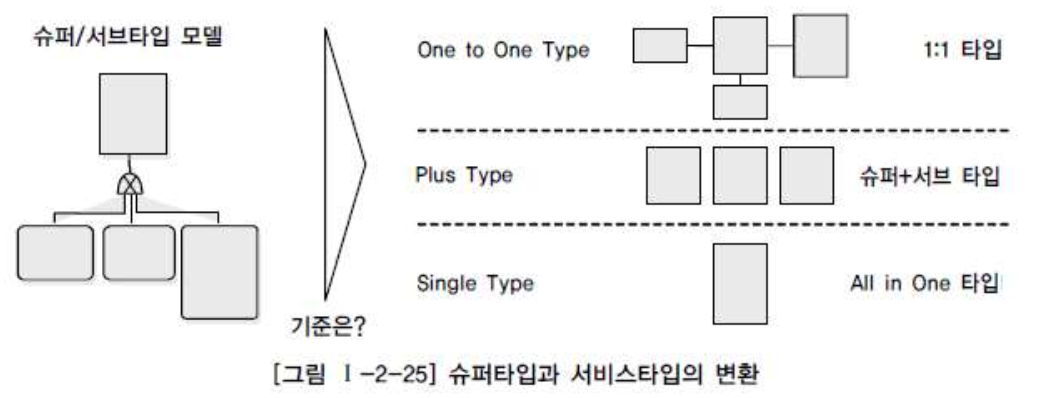 슈퍼/서브타입 모델
One to One Type
1:1 타입
Plus Type
슈퍼+서브 타입
Single Type
All in One 타입
기준은?
[그림 Ⅰ-2-25] 슈퍼타입과 서비스타입의 변환